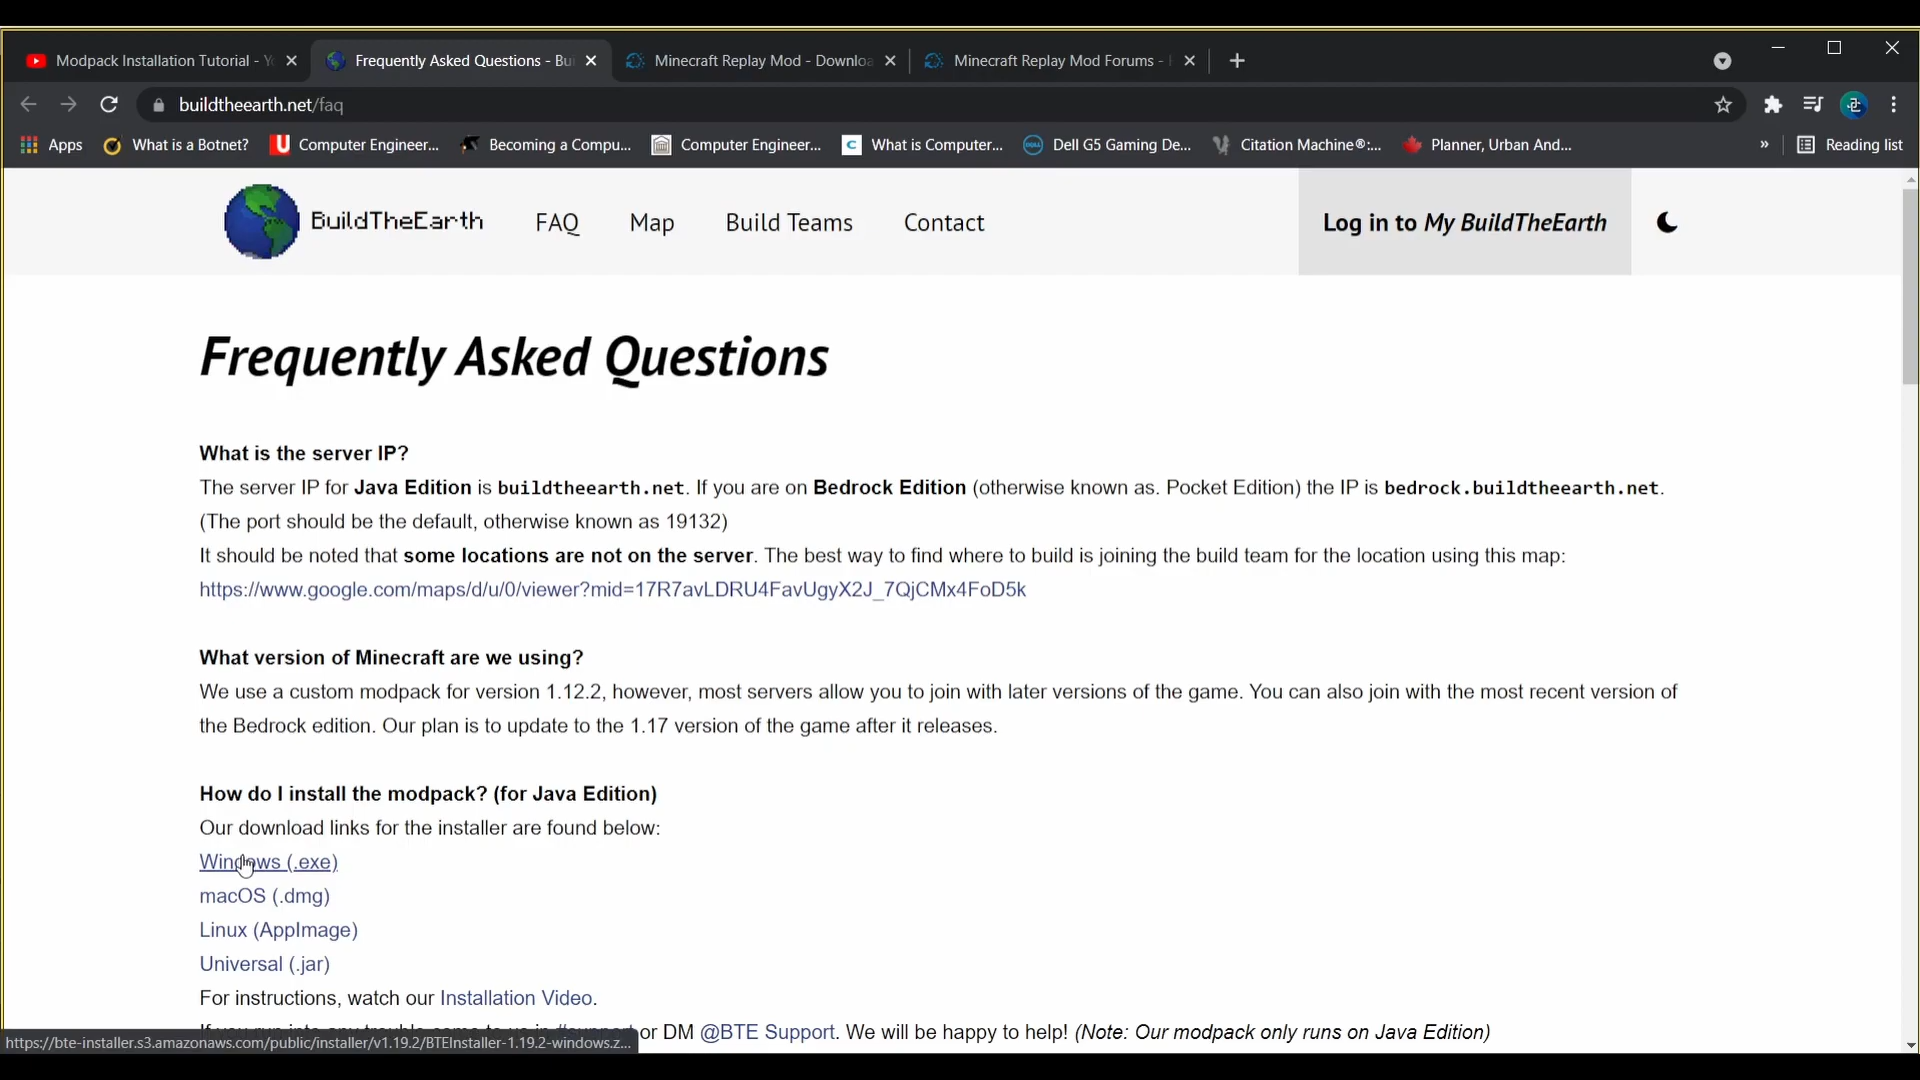 Modpack Installation Tutorial - Y
Frequently Asked Questions - Bu
Minecraft Replay Mod - Downloa
Minecraft Replay Mod Forums -
buildtheearth.net/faq
Apps
What is a Botnet?
Computer Engineer...
Becoming a Compu...
Computer Engineer...
What is Computer...
Dell G5 Gaming De...
Citation Machine®:...
Planner, Urban And...
»
Reading list
BuildTheEarth
FAQ
Map
Build Teams
Contact
Log in to My BuildTheEarth
Frequently Asked Questions
What is the server IP?
The server IP for Java Edition is buildtheearth.net. If you are on Bedrock Edition (otherwise known as. Pocket Edition) the IP is bedrock.buildtheearth.net.
(The port should be the default, otherwise known as 19132)
It should be noted that some locations are not on the server. The best way to find where to build is joining the build team for the location using this map:
https://www.google.com/maps/d/u/0/viewer?mid=17R7avLDRU4FavUgyX2J_7QjCMx4FoD5k
What version of Minecraft are we using?
We use a custom modpack for version 1.12.2, however, most servers allow you to join with later versions of the game. You can also join with the most recent version of
the Bedrock edition. Our plan is to update to the 1.17 version of the game after it releases.
How do I install the modpack? (for Java Edition)
Our download links for the installer are found below:
Windows (.exe)
macOS (.dmg)
Linux (AppImage)
Universal (.jar)
For instructions, watch our Installation Video.
or DM @BTE Support. We will be happy to help! (Note: Our modpack only runs on Java Edition)
https://bte-installer.s3.amazonaws.com/public/installer/v1.19.2/BTEInstaller-1.19.2-windows.z...